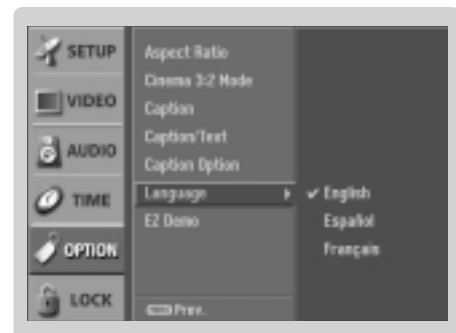 SETUP
VIDEO
AUDIO
TIME
OPTION
LOCK
Aspect Ratio
Cinema 3:2 Mode
Caption
Caption/Text
Caption Option
Language
EZ Demo
Prev.
✓ English
Español
Français